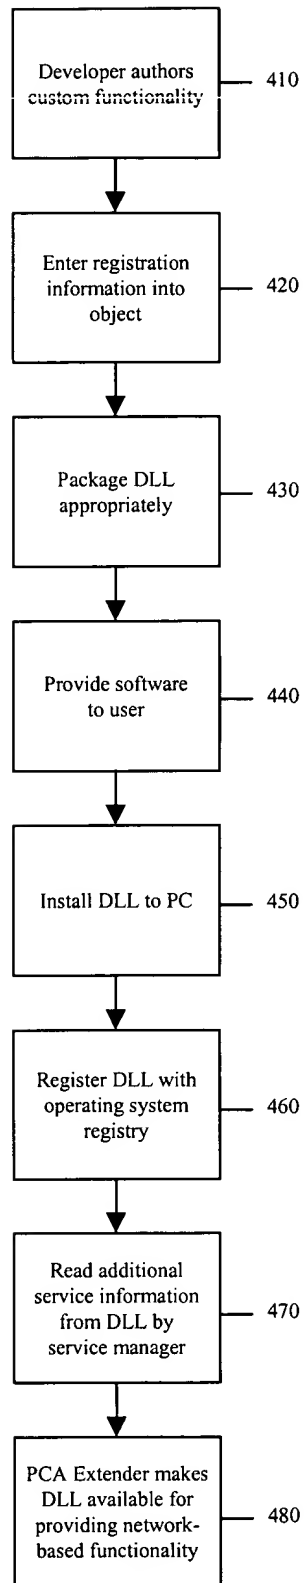 Developer authors
custom functionality
410
Enter registration
information into
object
420
Package DLL
appropriately
430
Provide software
to user
440
Install DLL to PC
450
Register DLL with
operating system
registry
460
Read additional
service information
from DLL by
service manager
470
PCA Extender makes
DLL available for
providing network-
based functionality
480